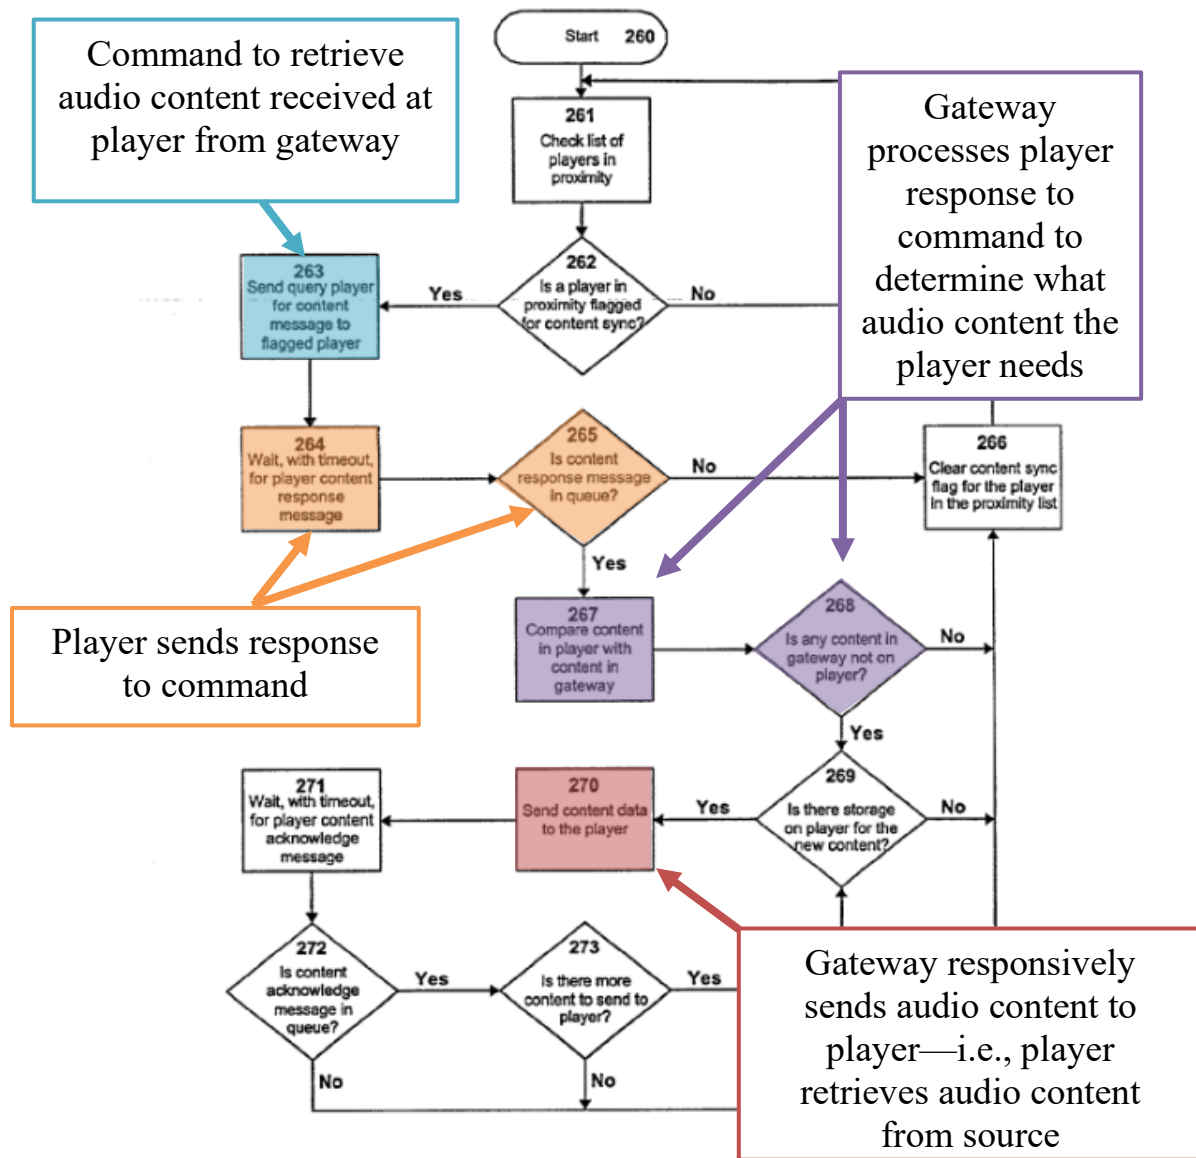 Command to retrieve
audio content received at
player from gateway
Start 260
261
Check list of
players in
proximity
Gateway
processes player
response to
command to
determine what
audio content the
player needs
263
Send query player
for content
message to
flagged player
Yes
262
Is a player in
proximity flagged
for content sync?
No
264
Wait, with timeout,
for player content
response
message
265
Is content
response message
in queue?
No
266
Clear content sync
flag for the player
in the proximity list
Yes
Player sends response
to command
267
Compare content
in player with
content in
gateway
268
Is any content in
gateway not on
player?
No
Yes
271
Wait, with timeout,
for player content
acknowledge
message
270
Send content data
to the player
Yes
269
Is there storage
on player for the
new content?
No
272
Is content
acknowledge
message in
queue?
Yes
273
Is there more
content to send to
player?
Yes
No
No
Gateway responsively
sends audio content to
player—i.e., player
retrieves audio content
from source